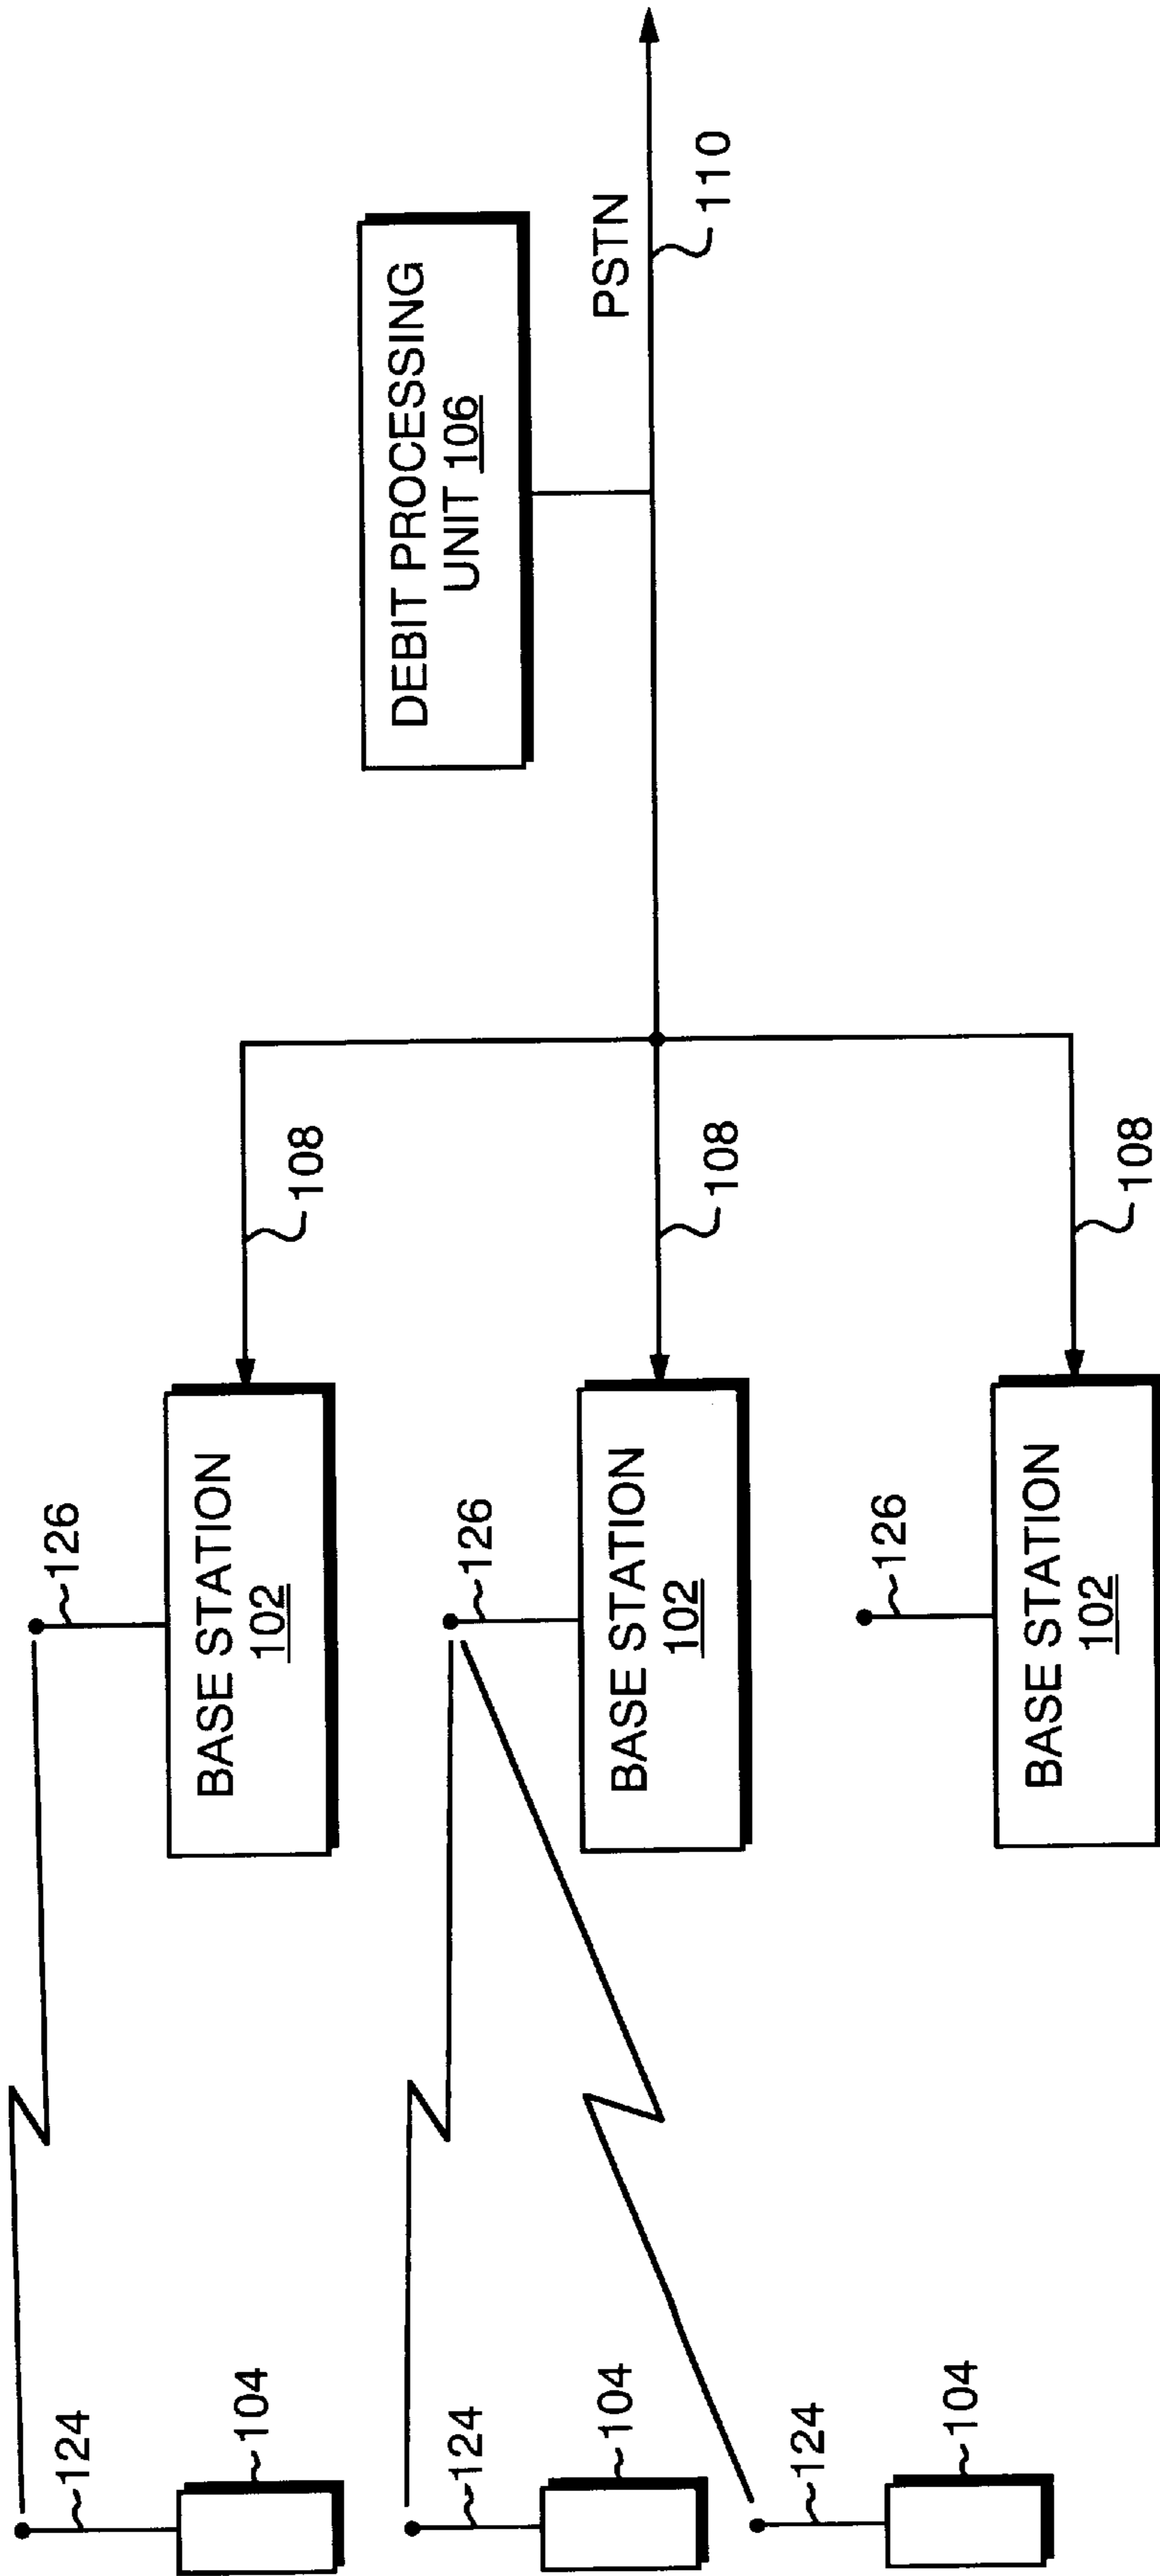 124
104
126
BASE STATION
102
108
124
104
126
BASE STATION
102
108
124
104
126
BASE STATION
102
108
DEBIT PROCESSING
UNIT 106
PSTN
110